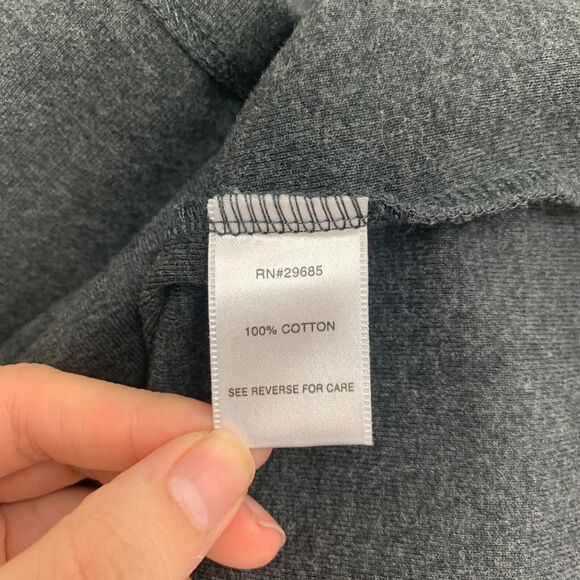 RN#29685
100% COTTON
SEE REVERSE FOR CARE